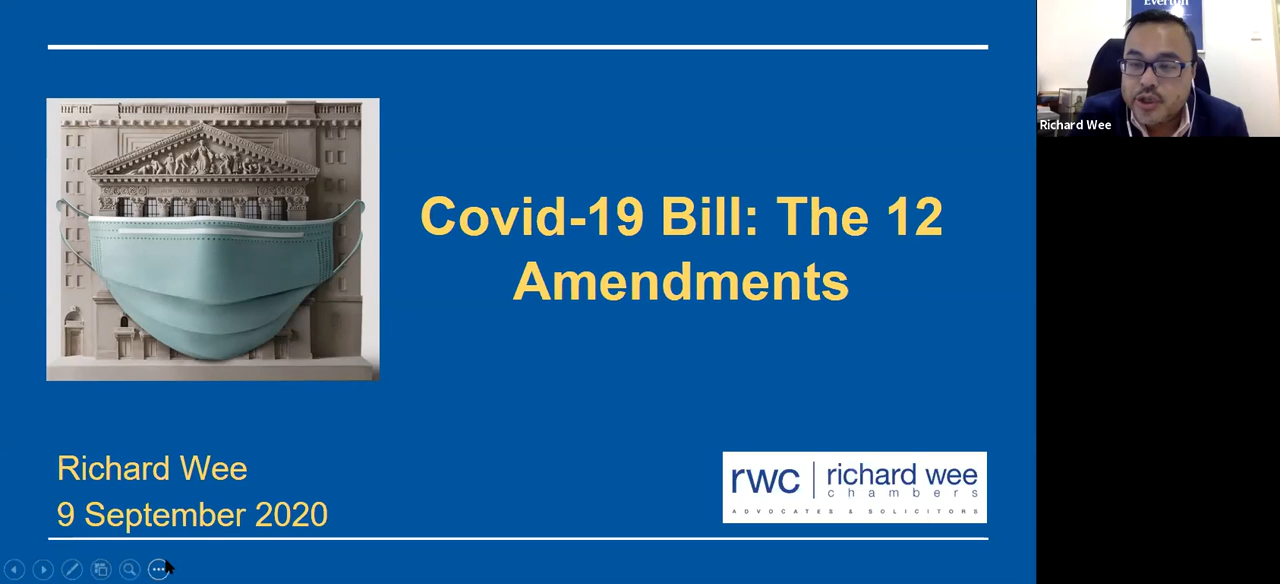 Covid-19 Bill: The 12
Amendments
Richard Wee
9 September 2020
rwc | richard wee
chambers
ADVOCATES & SOLICITORS
Everton
Richard Wee